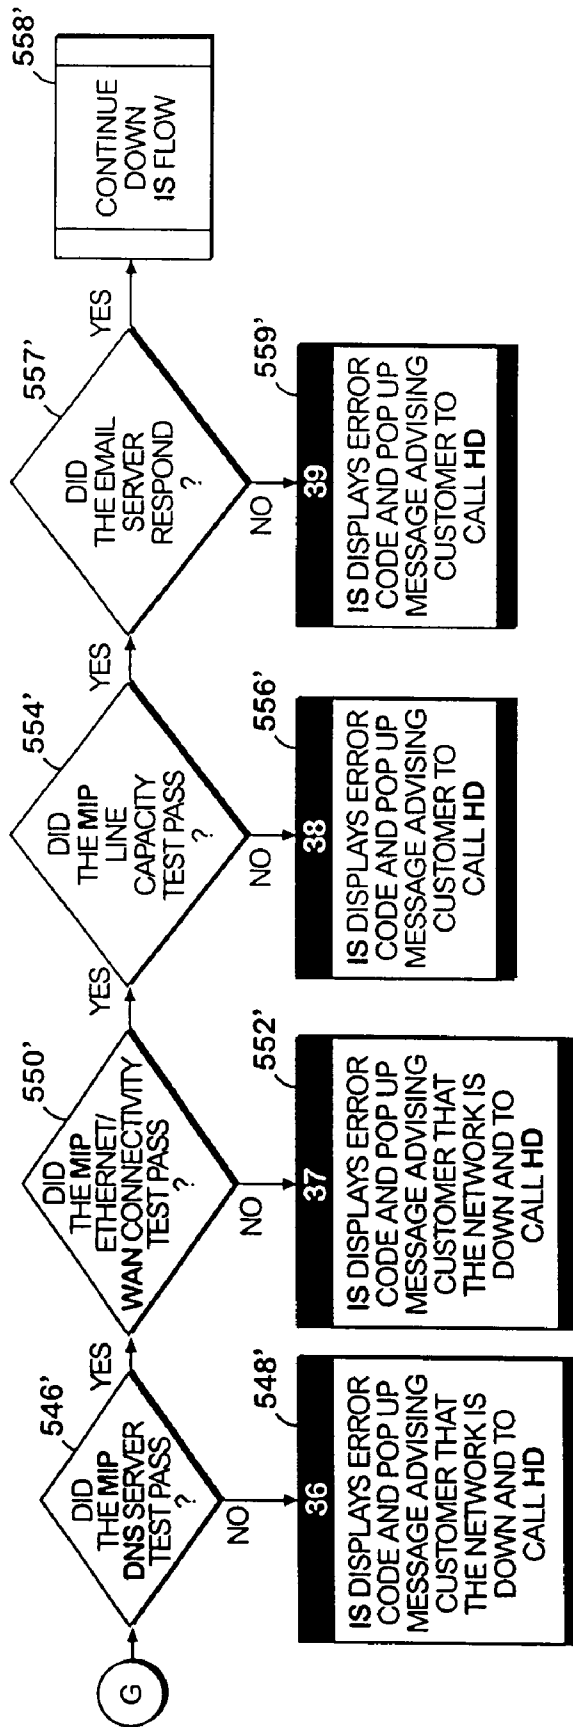 G
546'
DID
THE MIP
DNS SERVER
TEST PASS
?
YES
NO
548'
36
IS DISPLAYS ERROR
CODE AND POP UP
MESSAGE ADVISING
CUSTOMER THAT
THE NETWORK IS
DOWN AND TO
CALL HD
550'
DID
THE MIP
ETHERNET/
WAN CONNECTIVITY
TEST PASS
?
YES
NO
552'
37
IS DISPLAYS ERROR
CODE AND POP UP
MESSAGE ADVISING
CUSTOMER THAT
THE NETWORK IS
DOWN AND TO
CALL HD
554'
DID
THE MIP
LINE
CAPACITY
TEST PASS
?
YES
NO
556'
38
IS DISPLAYS ERROR
CODE AND POP UP
MESSAGE ADVISING
CUSTOMER TO
CALL HD
557'
DID
THE EMAIL
SERVER
RESPOND
?
YES
NO
559'
39
IS DISPLAYS ERROR
CODE AND POP UP
MESSAGE ADVISING
CUSTOMER TO
CALL HD
558'
CONTINUE
DOWN
IS FLOW